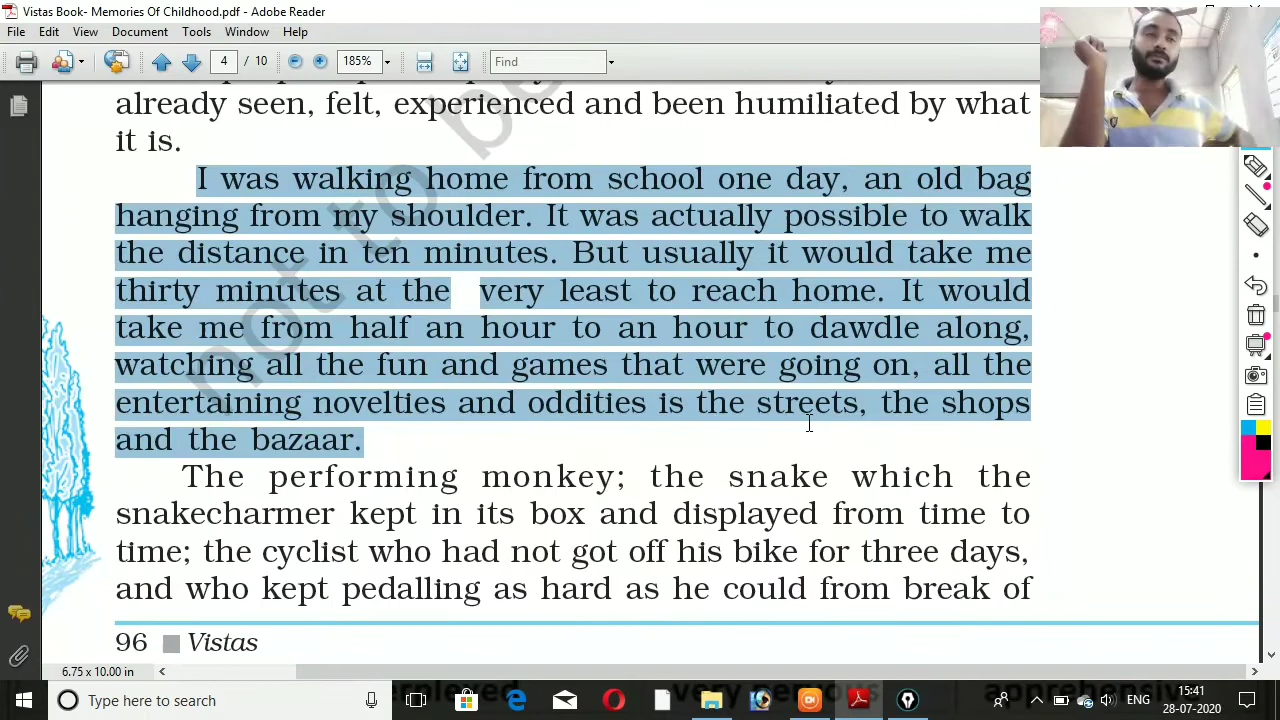 Vistas Book- Memories Of Childhood.pdf - Adobe Reader
File Edit View Document Tools Window Help
4 / 10 185% Find
already seen, felt, experienced and been humiliated by what
it is.
I was walking home from school one day, an old bag
hanging from my shoulder. It was actually possible to walk
the distance in ten minutes. But usually it would take me
thirty minutes at the very least to reach home. It would
take me from half an hour to an hour to dawdle along,
watching all the fun and games that were going on, all the
entertaining novelties and oddities is the streets, the shops
and the bazaar.
The performing monkey; the snake which the
snakecharmer kept in its box and displayed from time to
time; the cyclist who had not got off his bike for three days,
and who kept pedalling as hard as he could from break of
96 Vistas
not to be
6.75 x 10.00 in
Type here to search
very nervous
ENG
15:41
28-07-2020